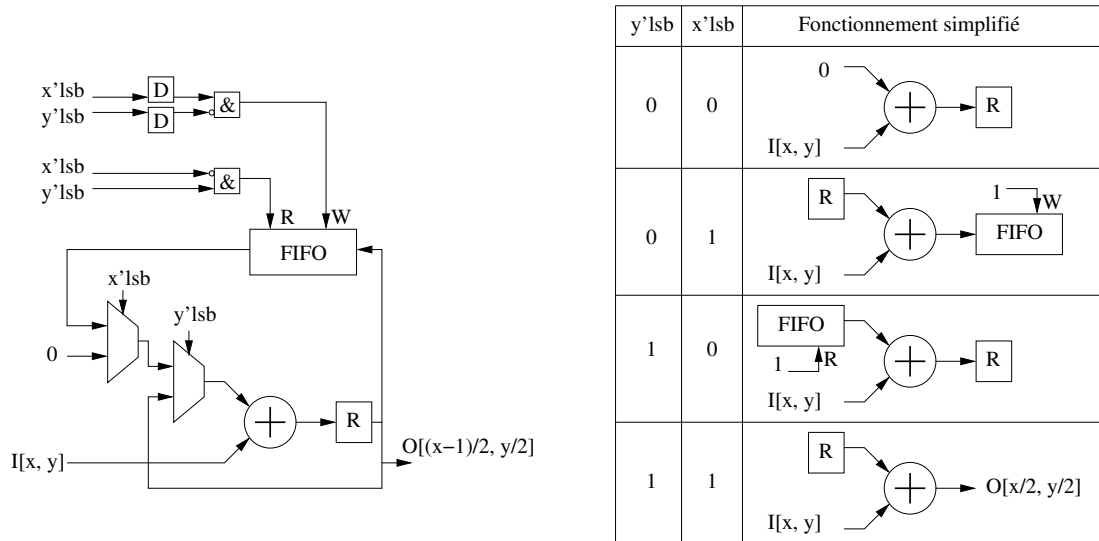 x'lsb
D
y'lsb
D
&
x'lsb
y'lsb
&
R
W
FIFO
x'lsb
y'lsb
0
R
I[x, y]
O[(x−1)/2, y/2]
y'lsb x'lsb Fonctionnement simplifié
0
0 0
R
I[x, y]
R
1
W
0 1
FIFO
I[x, y]
FIFO
1 0
R
1
R
I[x, y]
R
1 1
O[x/2, y/2]
I[x, y]